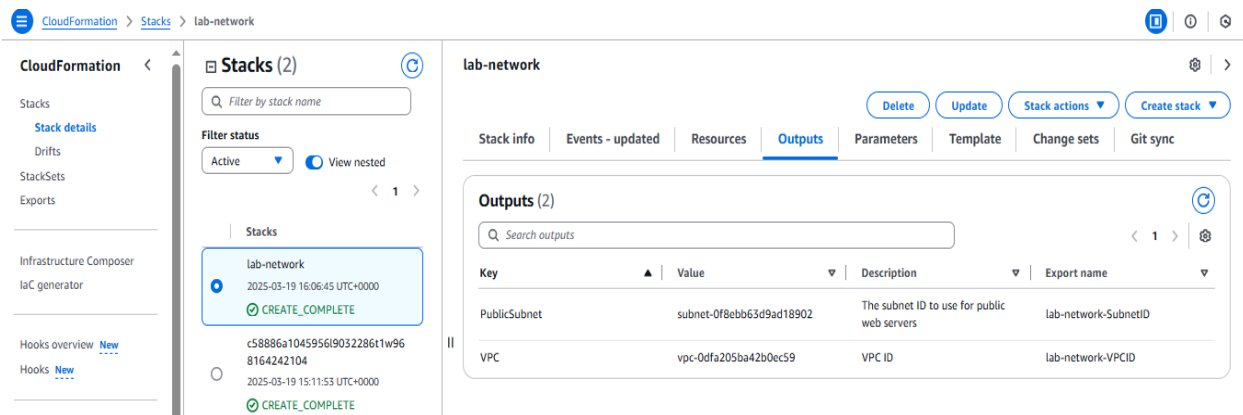 CloudFormation > Stacks > lab-network
CloudFormation
Stacks
Stack details
Drifts
StackSets
Exports
Infrastructure Composer
IaC generator
Hooks overview New
Hooks New
Stacks (2)
Filter by stack name
Filter status
Active
View nested
1
Stacks
lab-network
2025-03-19 16:06:45 UTC+0000
CREATE_COMPLETE
c58886a1045956l9032286t1w96
8164242104
2025-03-19 15:11:53 UTC+0000
CREATE_COMPLETE
lab-network
Delete Update Stack actions Create stack
Stack info Events - updated Resources Outputs Parameters Template Change sets Git sync
Outputs (2)
Search outputs
1
Key Value Description Export name
PublicSubnet subnet-0f8ebb63d9ad18902 The subnet ID to use for public lab-network-SubnetID
web servers
VPC vpc-0dfa205ba42b0ec59 VPC ID lab-network-VPCID